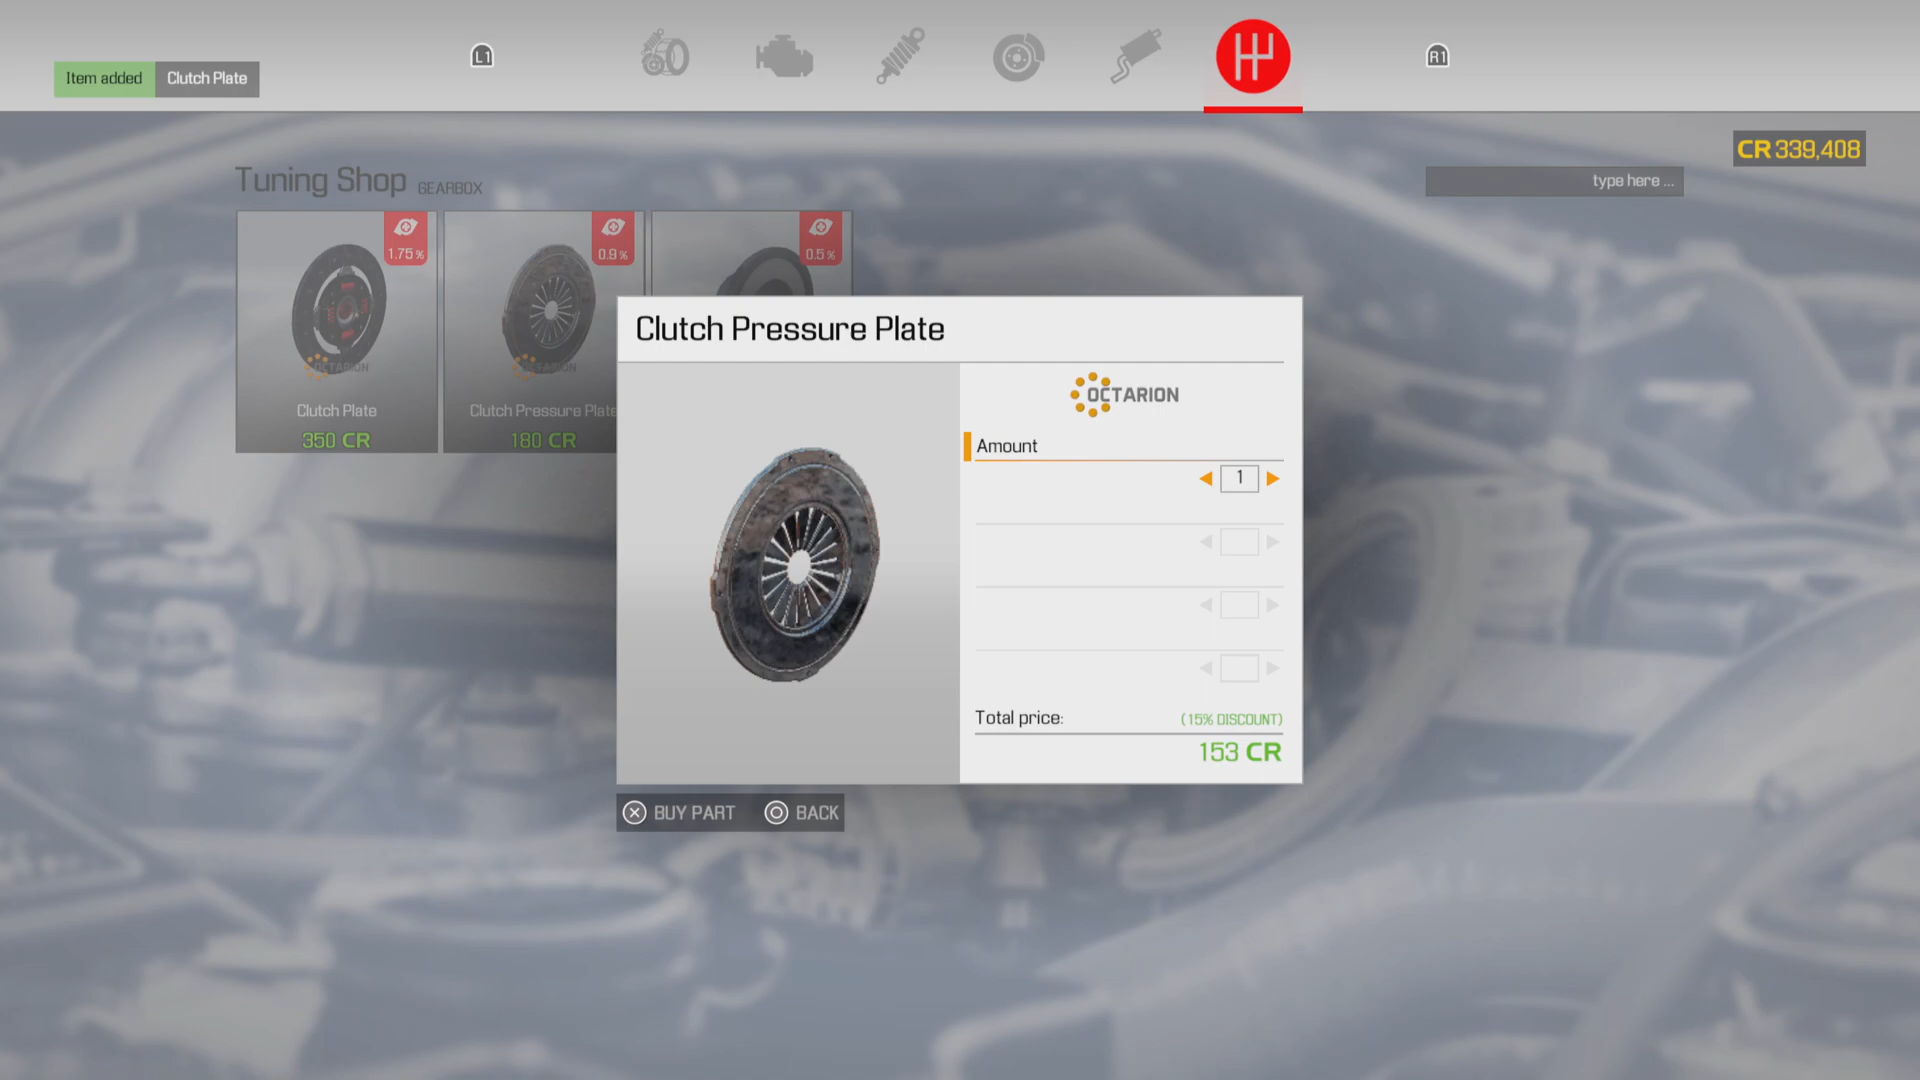 L1
R1
Item added
Clutch Plate
CR 339,408
Tuning Shop GEARBOX
type here ...
1.75 %
0.9 %
0.5 %
OCTARION
OCTARION
Clutch Plate
350 CR
Clutch Pressure Plate
180 CR
Clutch Pressure Plate
OCTARION
Amount
1
Total price:
(15% DISCOUNT)
153 CR
BUY PART
BACK